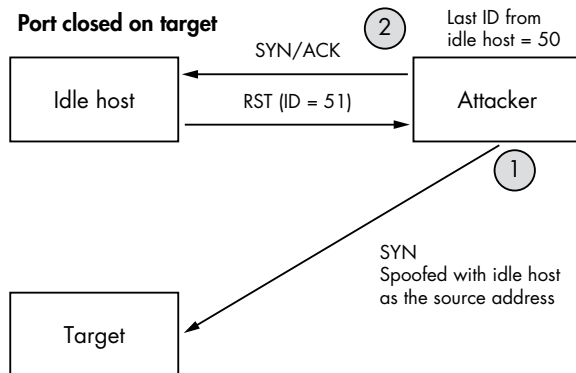 Port closed on target
2
Last ID from
idle host = 50
SYN/ACK
Idle host
Attacker
RST (ID = 51)
1
SYN
Spoofed with idle host
as the source address
Target